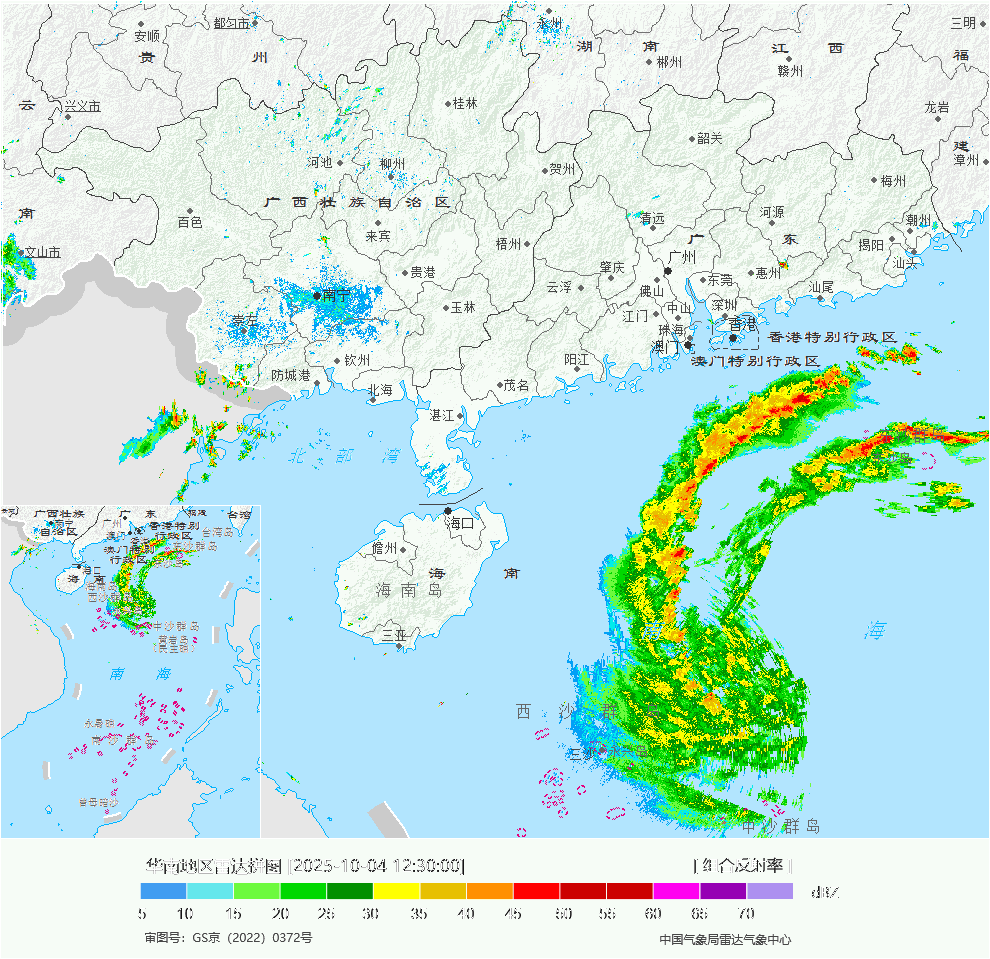 永州
都匀市
安顺
三明
贵 州
湖 南
江 西
福
郴州
赣州
云
兴义市
桂林
龙岩
韶关
建
河池
柳州
贺州
漳州
梅州
广 西 壮 族 自 治 区
南
百色
来宾
清远
河源
潮州
梧州
广 东
揭阳
文山市
广州
汕头
贵港
肇庆
惠州
东莞
云浮
佛山
汕尾
南宁
玉林
中山
深圳
江门
崇左
珠海
香港
香港特别行政区
澳门
澳门特别行政区
钦州
阳江
防城港
茂名
北海
湛江
北 部 湾
海口
儋州
海 南
海 南 岛
三亚
海
西 沙 群
中 沙 群 岛
广西壮族
广 东
台湾
南宁
广州
香港特别
自治区
行政区
台湾岛
澳门特别
行政区
海口
海 南
中沙群岛
黄岩岛
(民主礁)
南 海
永暑礁
南 沙 群 岛
曾母暗沙
华南地区雷达拼图 [2025-10-04 12:30:00]
[组合反射率]
dBZ
5 10 15 20 25 30 35 40 45 50 55 60 65 70
审图号：GS京（2022）0372号
中国气象局雷达气象中心